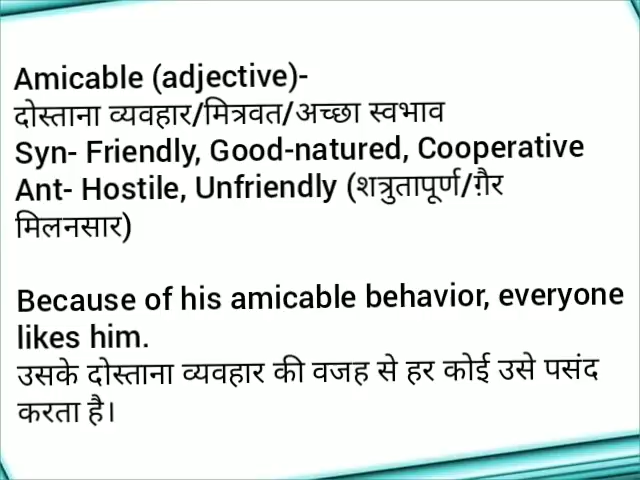 Amicable (adjective)-
दोस्ताना व्यवहार/मित्रवत/अच्छा स्वभाव
Syn- Friendly, Good-natured, Cooperative
Ant- Hostile, Unfriendly (शत्रुतापूर्ण/ग़ैर
मिलनसार)
Because of his amicable behavior, everyone
likes him.
उसके दोस्ताना व्यवहार की वजह से हर कोई उसे पसंद
करता है।